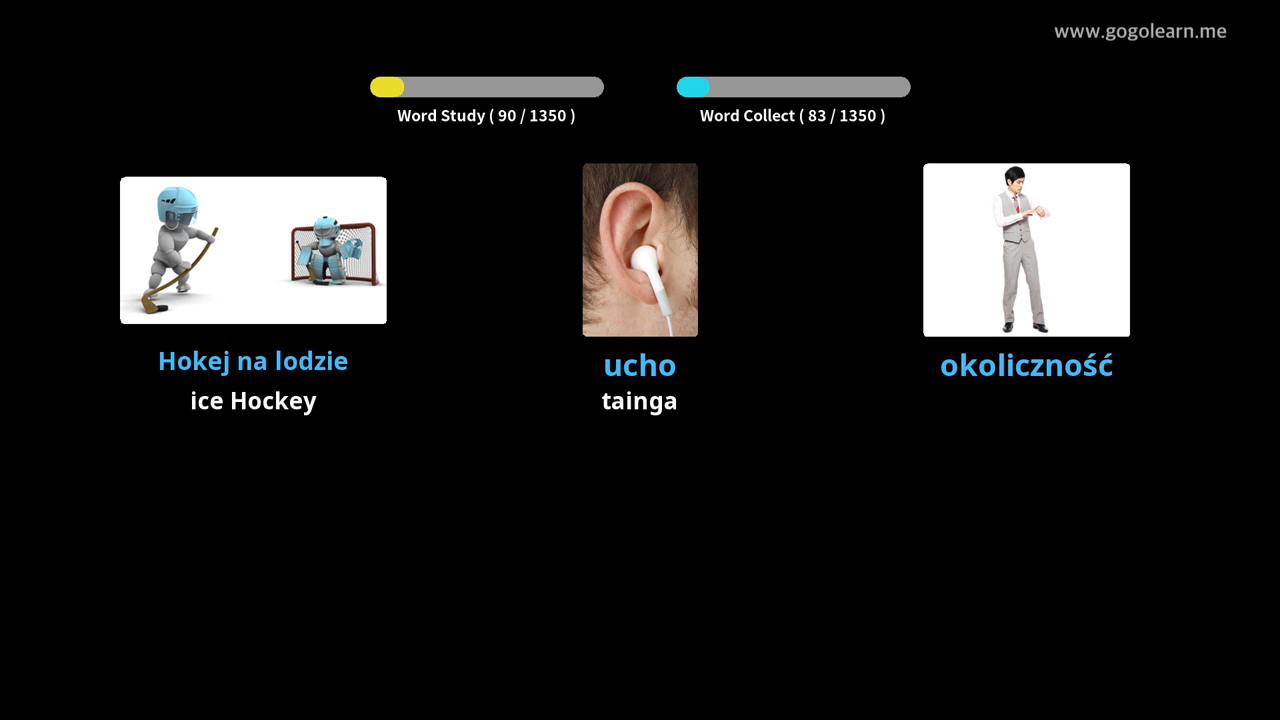 www.gogolearn.me
Word Study ( 90 / 1350 )
Word Collect ( 83 / 1350 )
Hokej na lodzie
ice Hockey
ucho
tainga
okoliczność